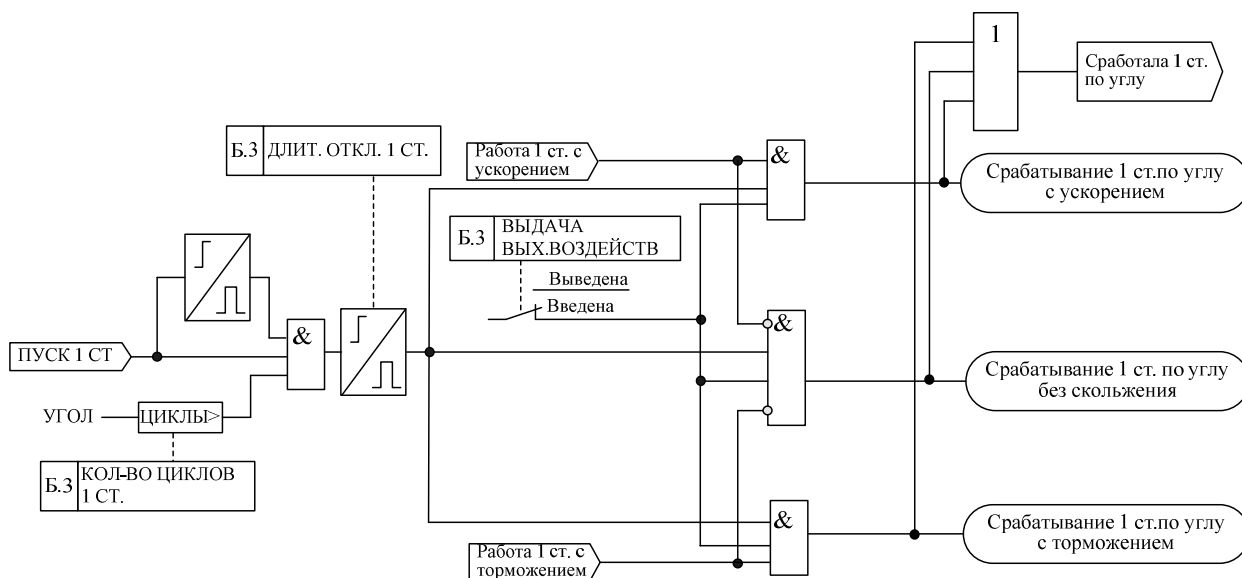 1
Сработала 1 ст.
по углу
Б.3
ДЛИТ. ОТКЛ. 1 СТ.
Работа 1 ст. с
ускорением
&
Срабатывание 1 ст.по углу
с ускорением
Б.3
ВЫДАЧА
ВЫХ.ВОЗДЕЙСТВ
Выведена
Введена
&
&
ПУСК 1 СТ
Срабатывание 1 ст. по углу
без скольжения
УГОЛ
ЦИКЛЫ>
Б.3
КОЛ-ВО ЦИКЛОВ
1 СТ.
&
Срабатывание 1 ст.по углу
с торможением
Работа 1 ст. с
торможением